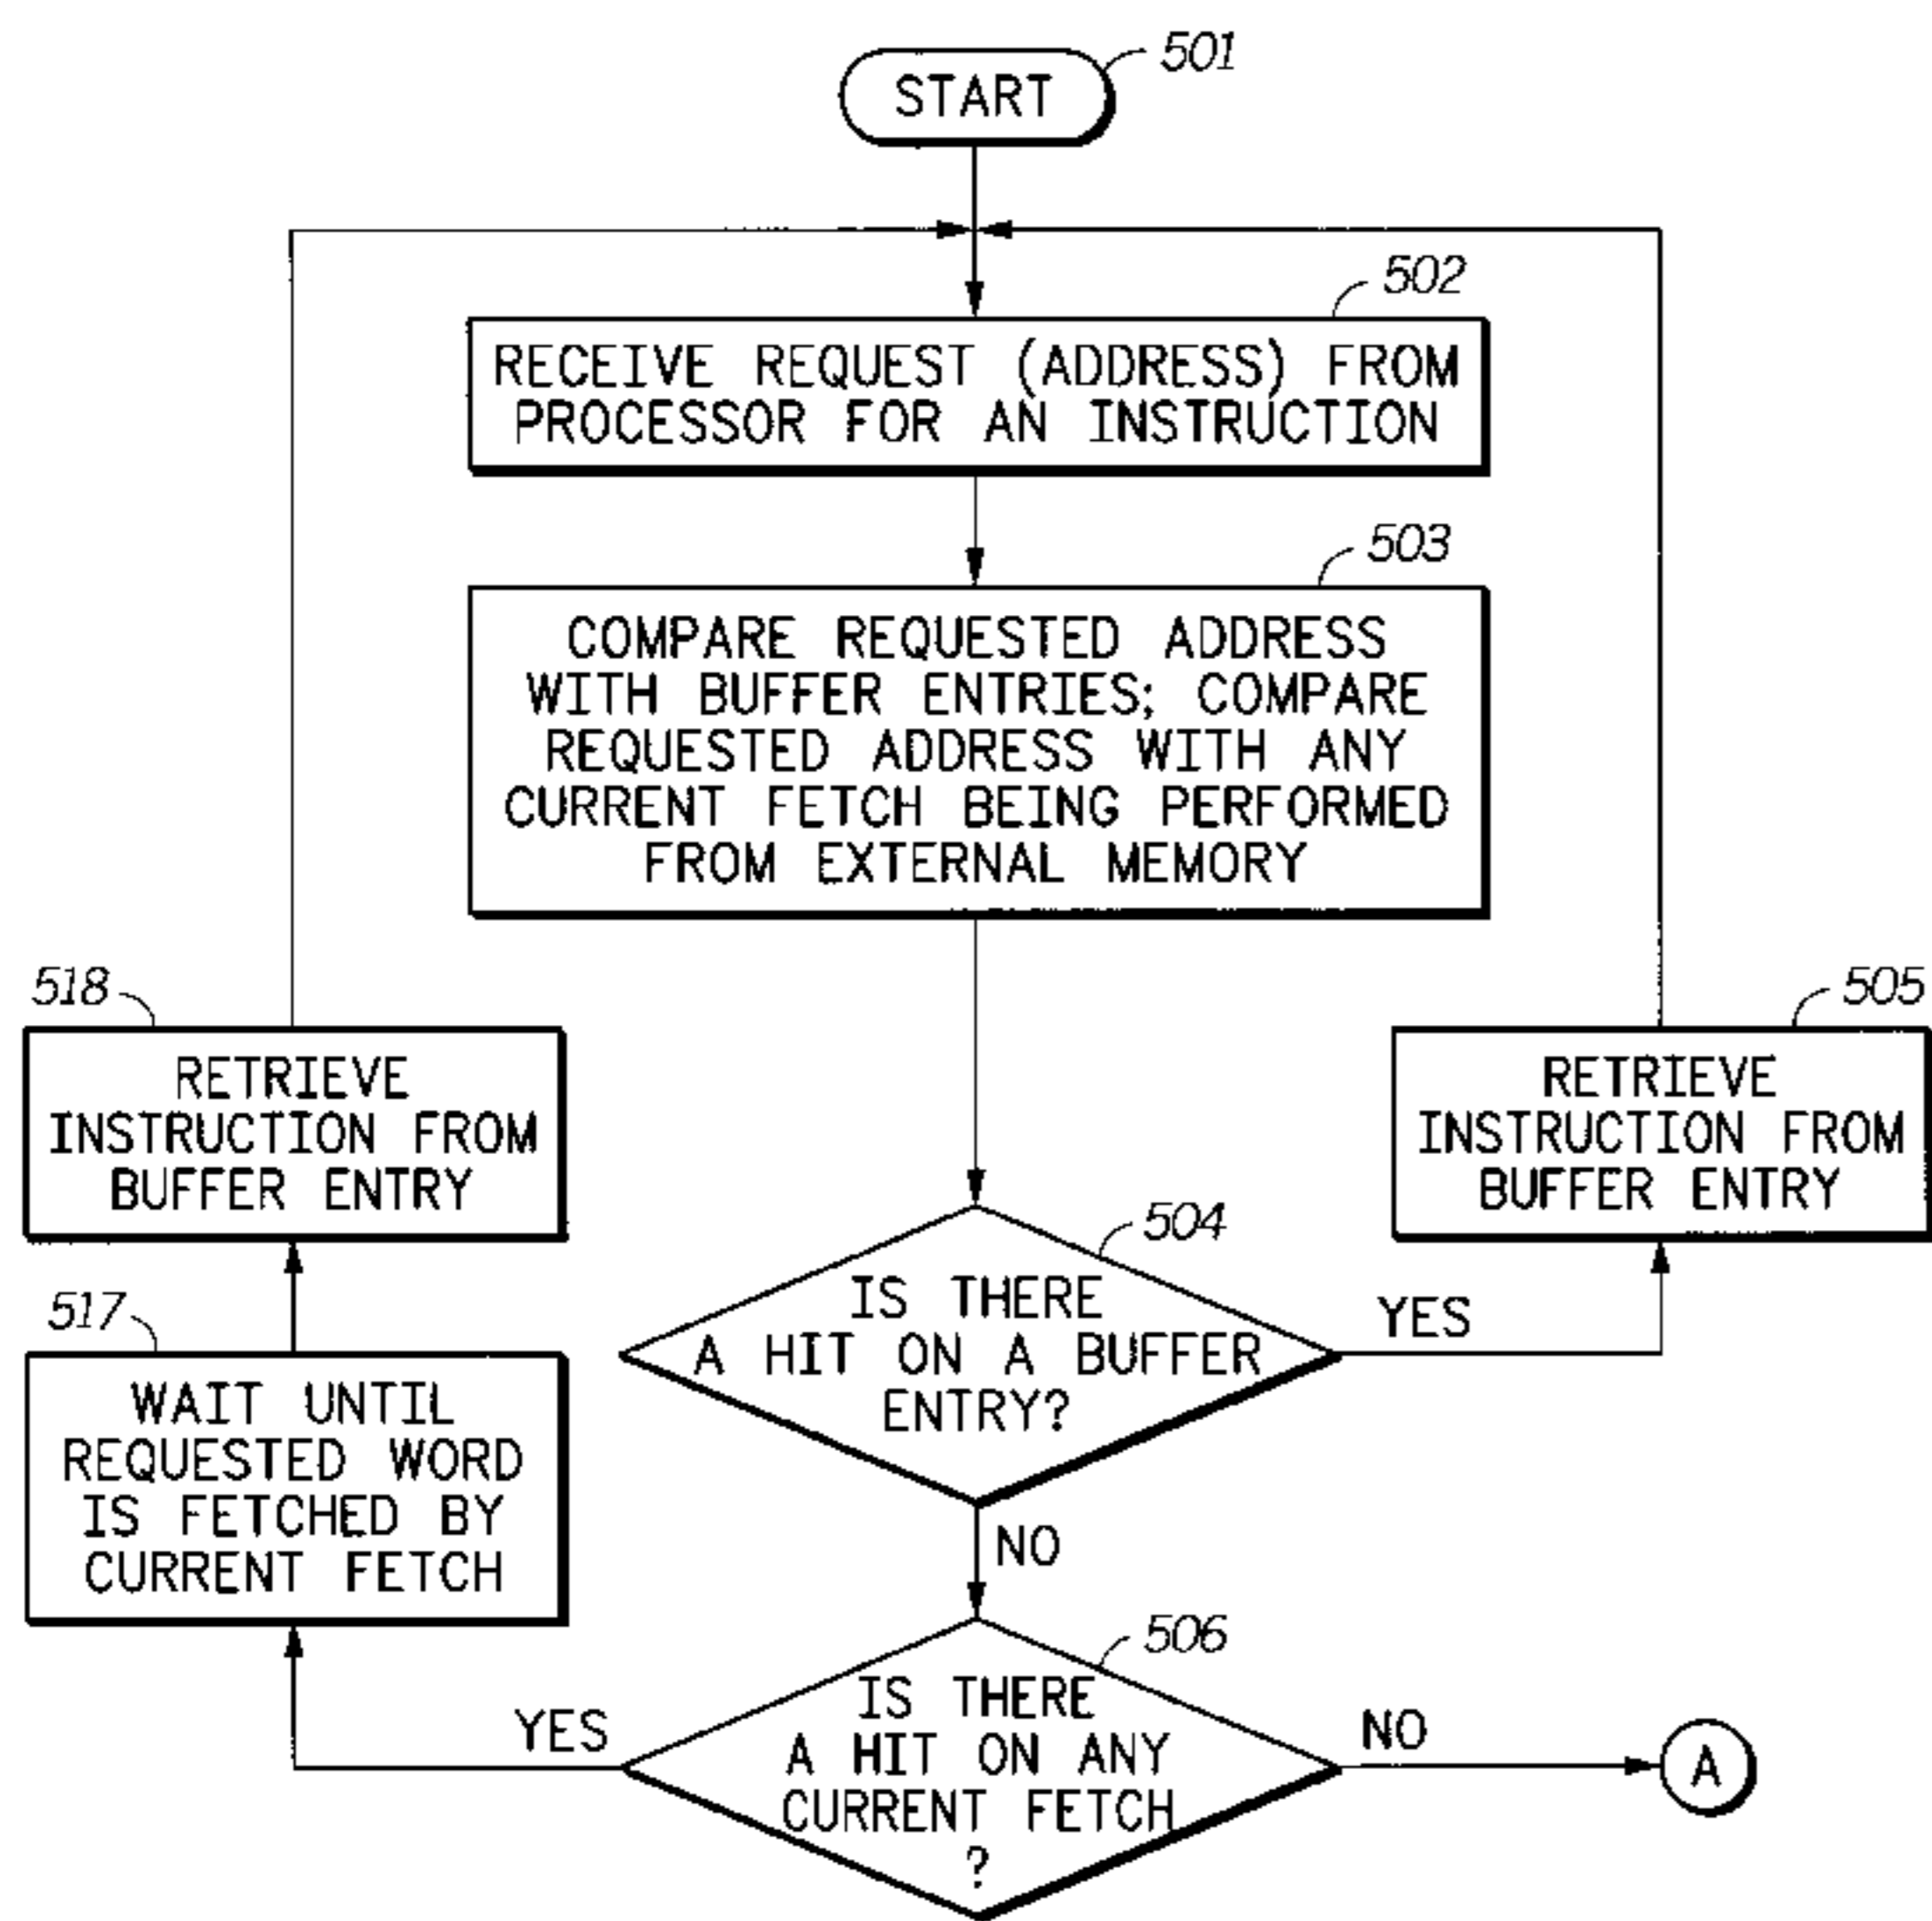 START
501
502
RECEIVE REQUEST (ADDRESS) FROM
PROCESSOR FOR AN INSTRUCTION
503
COMPARE REQUESTED ADDRESS
WITH BUFFER ENTRIES; COMPARE
REQUESTED ADDRESS WITH ANY
CURRENT FETCH BEING PERFORMED
FROM EXTERNAL MEMORY
518
RETRIEVE
INSTRUCTION FROM
BUFFER ENTRY
505
RETRIEVE
INSTRUCTION FROM
BUFFER ENTRY
504
IS THERE
A HIT ON A BUFFER
ENTRY?
YES
NO
517
WAIT UNTIL
REQUESTED WORD
IS FETCHED BY
CURRENT FETCH
506
IS THERE
A HIT ON ANY
CURRENT FETCH
?
YES
NO
A